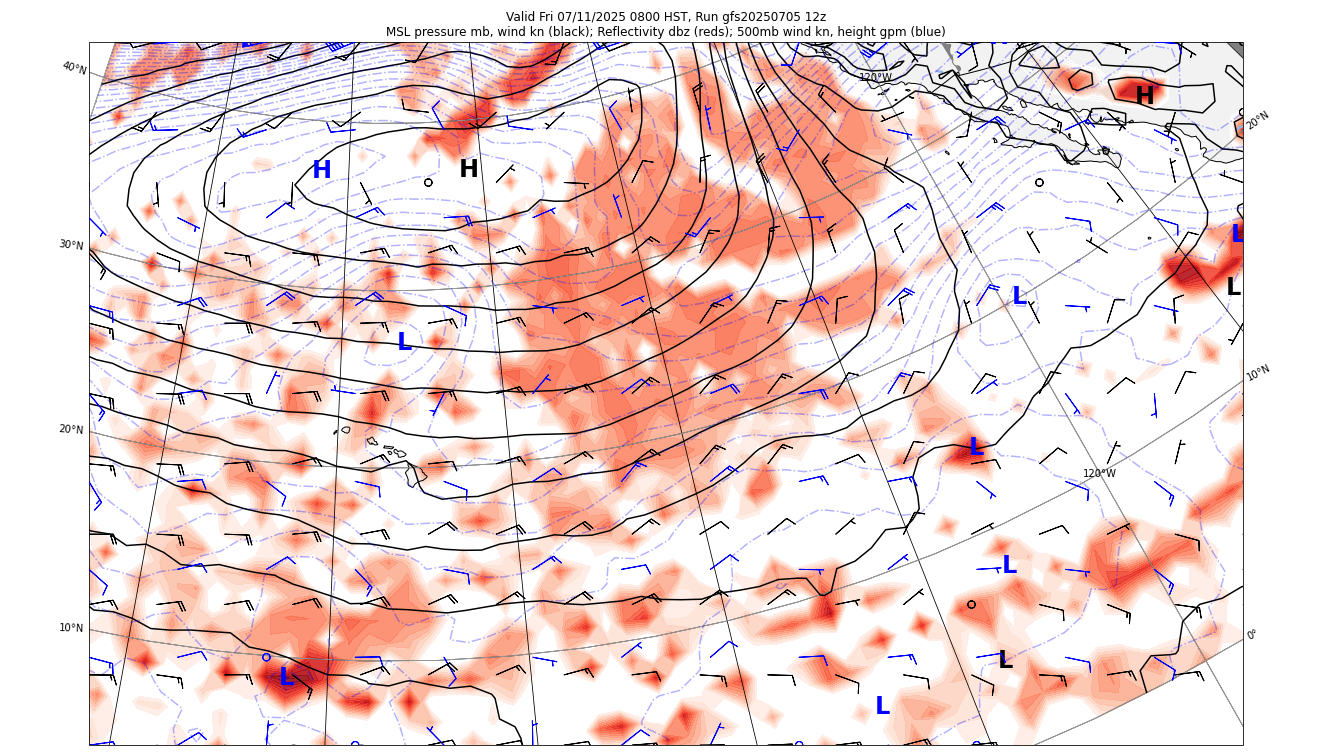 Valid Fri 07/11/2025 0800 HST, Run gfs20250705 12z
MSL pressure mb, wind kn (black); Reflectivity dbz (reds); 500mb wind kn, height gpm (blue)
40°N
120°W
H
20°N
H
H
L
30°N
L
L
L
10°N
20°N
L
120°W
L
10°N
0°
L
L
L